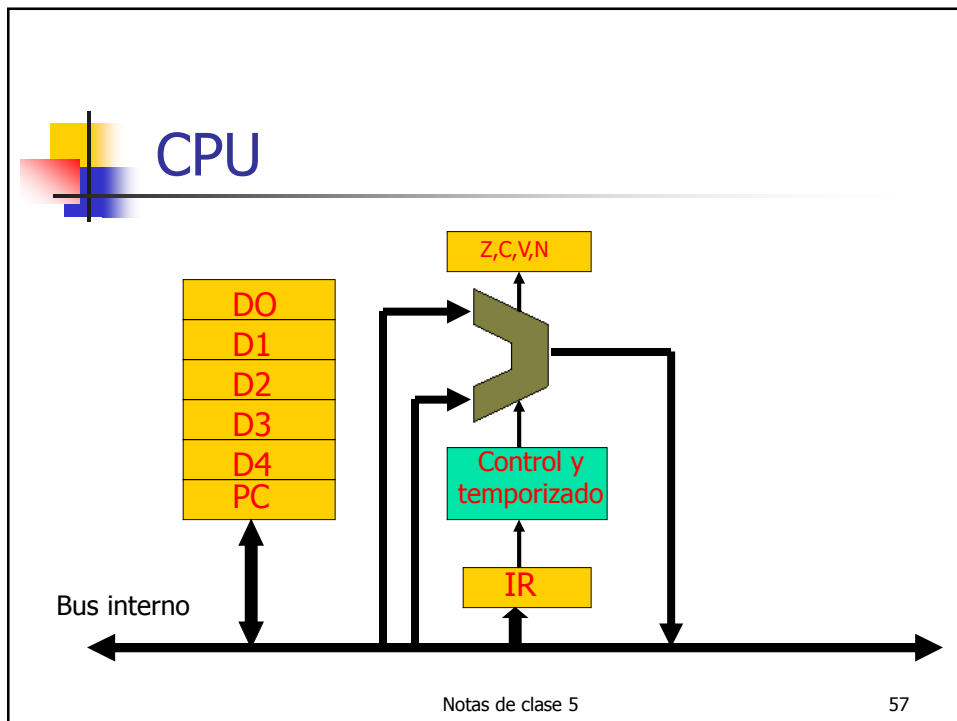 CPU
Z,C,V,N
DO
D1
D2
D3
D4
PC
Control y
temporizado
IR
Bus interno
Notas de clase 5
57